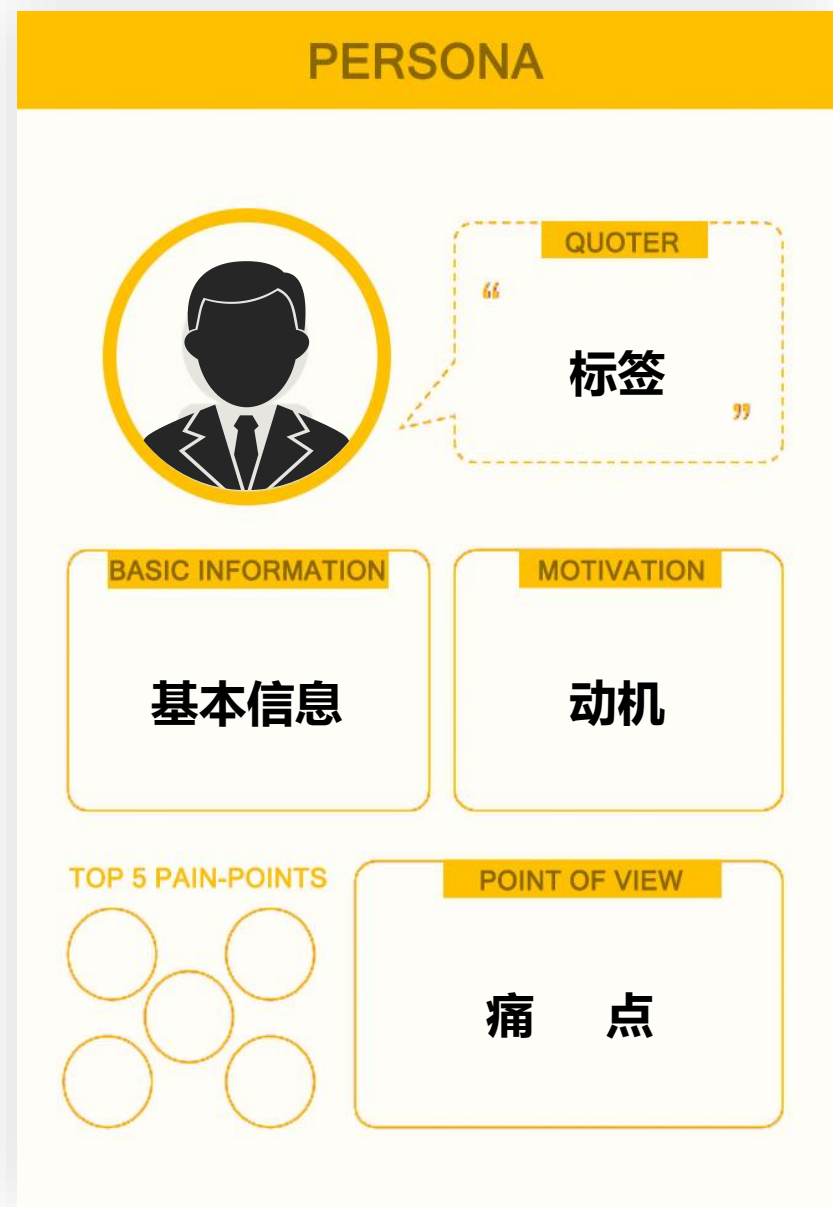 PERSONA
QUOTER
“
标签
”
BASIC INFORMATION
基本信息
MOTIVATION
动机
TOP 5 PAIN-POINTS
POINT OF VIEW
痛 点